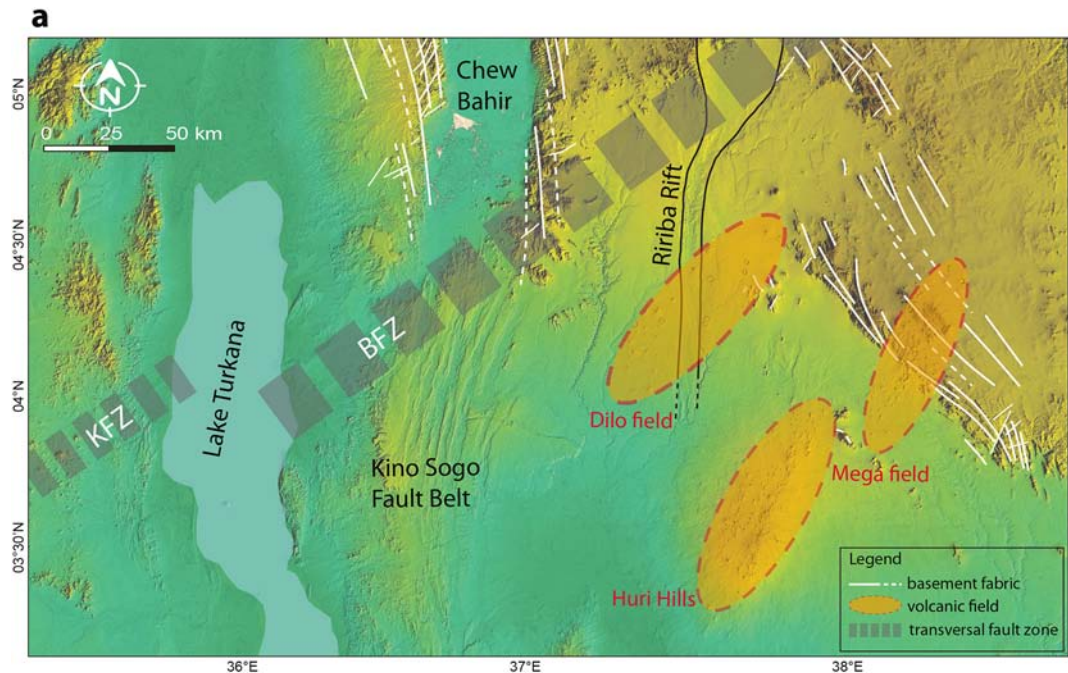 a
05°N
04°30'N
04°N
03°30'N
N
0 25 50 km
Chew
Bahir
Ririba Rift
BFZ
KFZ
Lake Turkana
Kino Sogo
Fault Belt
Dilo field
Mega field
Huri Hills
Legend
basement fabric
volcanic field
transversal fault zone
36°E
37°E
38°E